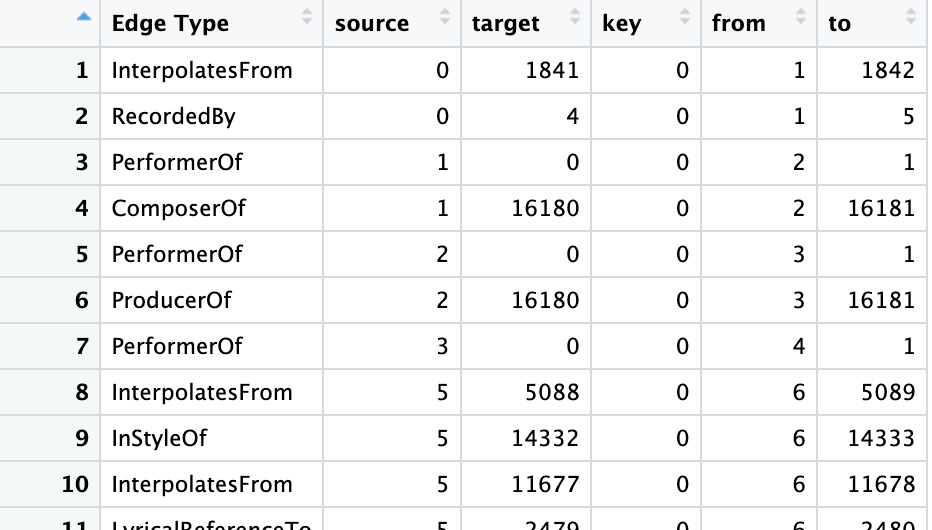 Edge Type source target key from to
1 InterpolatesFrom 0 1841 0 1 1842
2 RecordedBy 0 4 0 1 5
3 PerformerOf 1 0 0 2 1
4 ComposerOf 1 16180 0 2 16181
5 PerformerOf 2 0 0 3 1
6 ProducerOf 2 16180 0 3 16181
7 PerformerOf 3 0 0 4 1
8 InterpolatesFrom 5 5088 0 6 5089
9 InStyleOf 5 14332 0 6 14333
10 InterpolatesFrom 5 11677 0 6 11678
11 LyricalReferenceTo 5 2479 0 6 2480